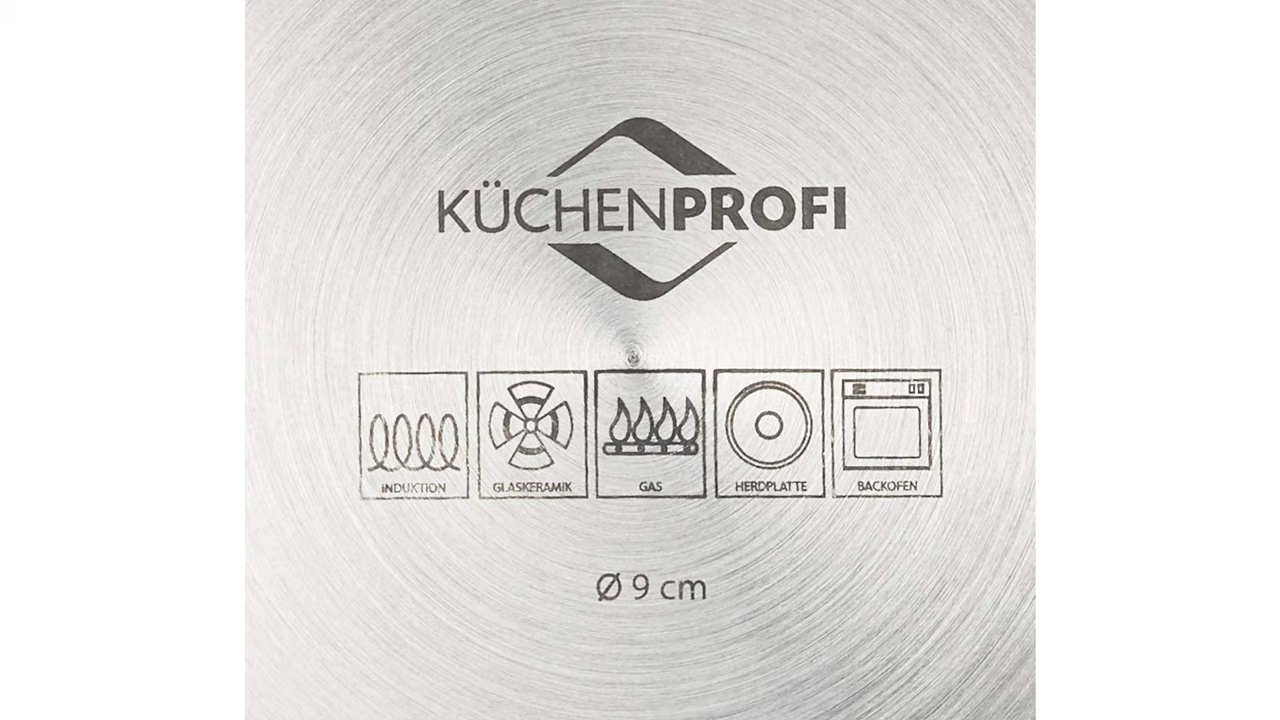 KÜCHENPROFI
INDUKTION GLASKERAMIK GAS HERDPLATTE BACKOFEN
Ø 9 cm